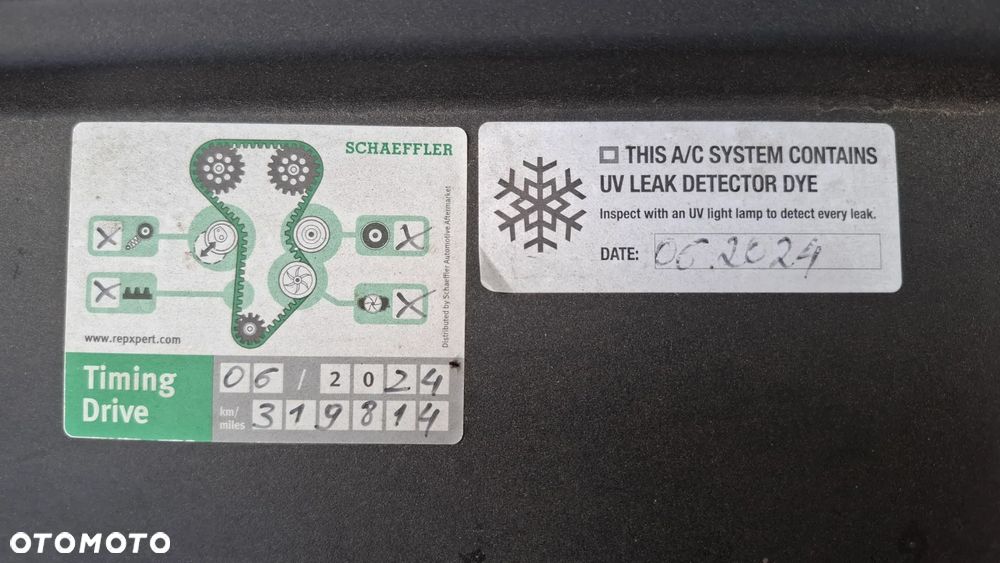 SCHAEFFLER
Distributed by Schaeffler Automotive Aftermarket
www.repxpert.com
Timing
Drive
06 / 2024
km/
miles
319814
THIS A/C SYSTEM CONTAINS
UV LEAK DETECTOR DYE
Inspect with an UV light lamp to detect every leak.
DATE: 06.2024
OTOMOTO